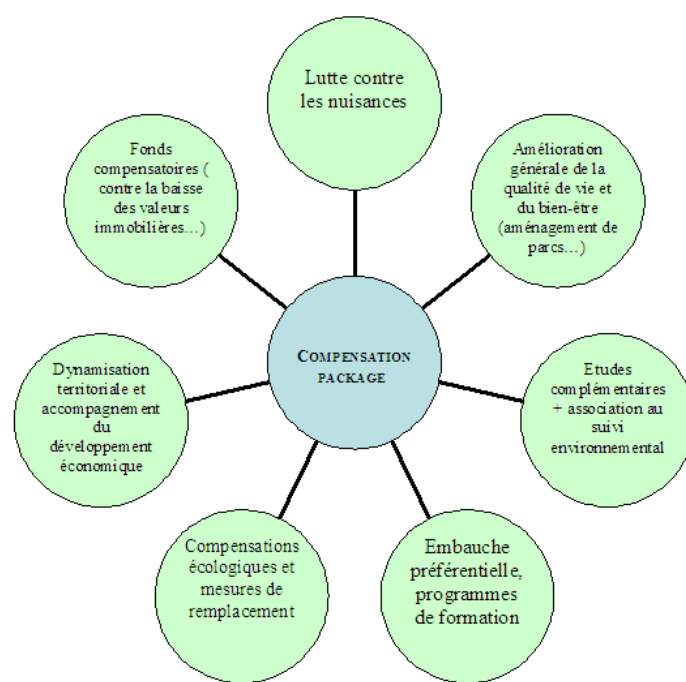 Lutte contre
les nuisances
Fonds
compensatoires (
contre la baisse
des valeurs
immobilières…)
Amélioration
générale de la
qualité de vie et
du bien-être
(aménagement de
parcs…)
COMPENSATION
PACKAGE
Dynamisation
territoriale et
accompagnement
du
développement
économique
Etudes
complémentaires
+ association au
suivi
environnemental
Compensations
écologiques et
mesures de
remplacement
Embauche
préférentielle,
programmes
de formation